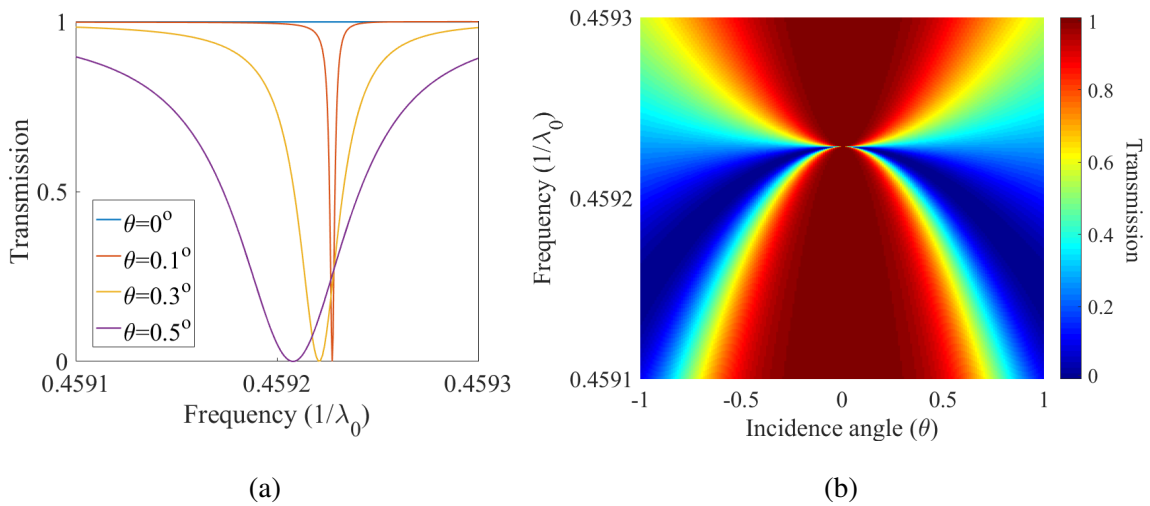 1
0.5
0
Transmission
θ=0°
θ=0.1°
θ=0.3°
θ=0.5°
0.4591
0.4592
0.4593
Frequency (1/λ₀)
(a)
0.4593
0.4592
0.4591
Frequency (1/λ₀)
-1
-0.5
0
0.5
1
Incidence angle (θ)
1
0.8
0.6
0.4
0.2
0
Transmission
(b)